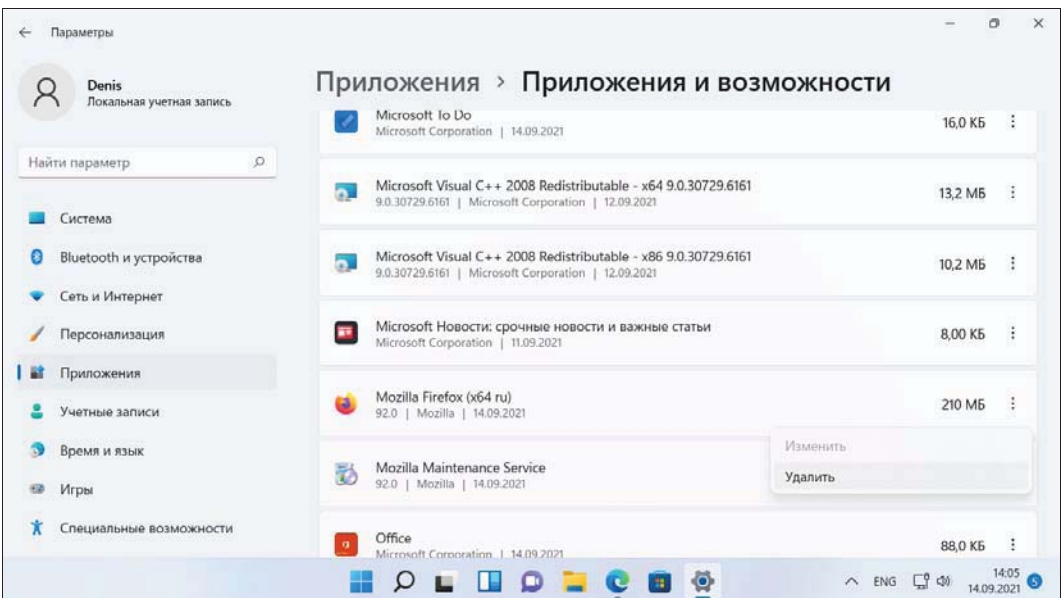 Параметры
Denis
Локальная учетная запись
Найти параметр
Система
Bluetooth и устройства
Сеть и Интернет
Персонализация
Приложения
Учетные записи
Время и язык
Игры
Специальные возможности
Приложения > Приложения и возможности
Microsoft To Do
Microsoft Corporation | 14.09.2021
16,0 КБ
Microsoft Visual C++ 2008 Redistributable - x64 9.0.30729.6161
9.0.30729.6161 | Microsoft Corporation | 12.09.2021
13,2 МБ
Microsoft Visual C++ 2008 Redistributable - x86 9.0.30729.6161
9.0.30729.6161 | Microsoft Corporation | 12.09.2021
10,2 МБ
Microsoft Новости: срочные новости и важные статьи
Microsoft Corporation | 11.09.2021
8,00 КБ
Mozilla Firefox (x64 ru)
92.0 | Mozilla | 14.09.2021
210 МБ
Изменить
Удалить
Mozilla Maintenance Service
92.0 | Mozilla | 14.09.2021
Office
Microsoft Corporation | 14.09.2021
88,0 КБ
ENG
14:05
14.09.2021
5